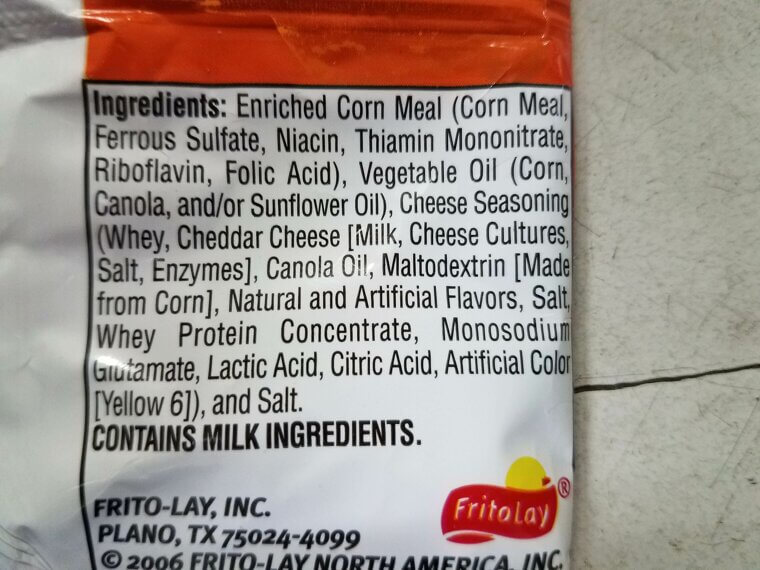 Ingredients: Enriched Corn Meal (Corn Meal,
Ferrous Sulfate, Niacin, Thiamin Mononitrate,
Riboflavin, Folic Acid), Vegetable Oil (Corn,
Canola, and/or Sunflower Oil), Cheese Seasoning
(Whey, Cheddar Cheese [Milk, Cheese Cultures,
Salt, Enzymes], Canola Oil, Maltodextrin [Made
from Corn], Natural and Artificial Flavors, Salt,
Whey Protein Concentrate, Monosodium
Glutamate, Lactic Acid, Citric Acid, Artificial Color
[Yellow 6]), and Salt.
CONTAINS MILK INGREDIENTS.
FRITO-LAY, INC.
PLANO, TX 75024-4099
© 2006 FRITO-LAY NORTH AMERICA, INC.
FritoLay ®